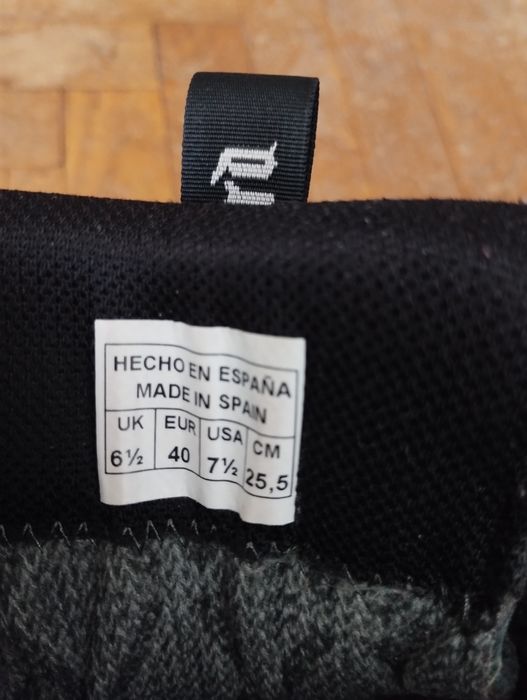 HECHO EN ESPAÑA
MADE IN SPAIN
UK EUR USA CM
6½ 40 7½ 25,5